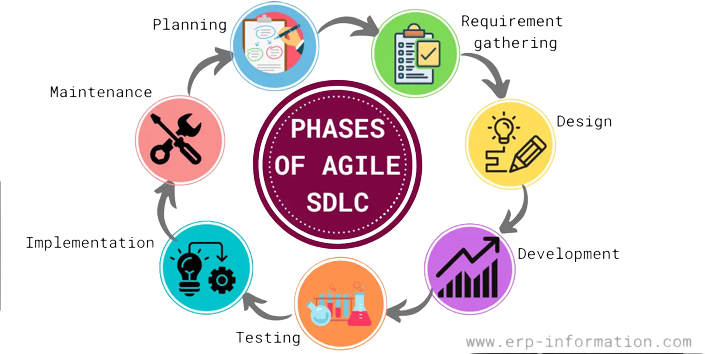 Planning
Requirement
gathering
Maintenance
PHASES
OF AGILE
SDLC
Design
Implementation
Development
Testing
www.erp-information.com